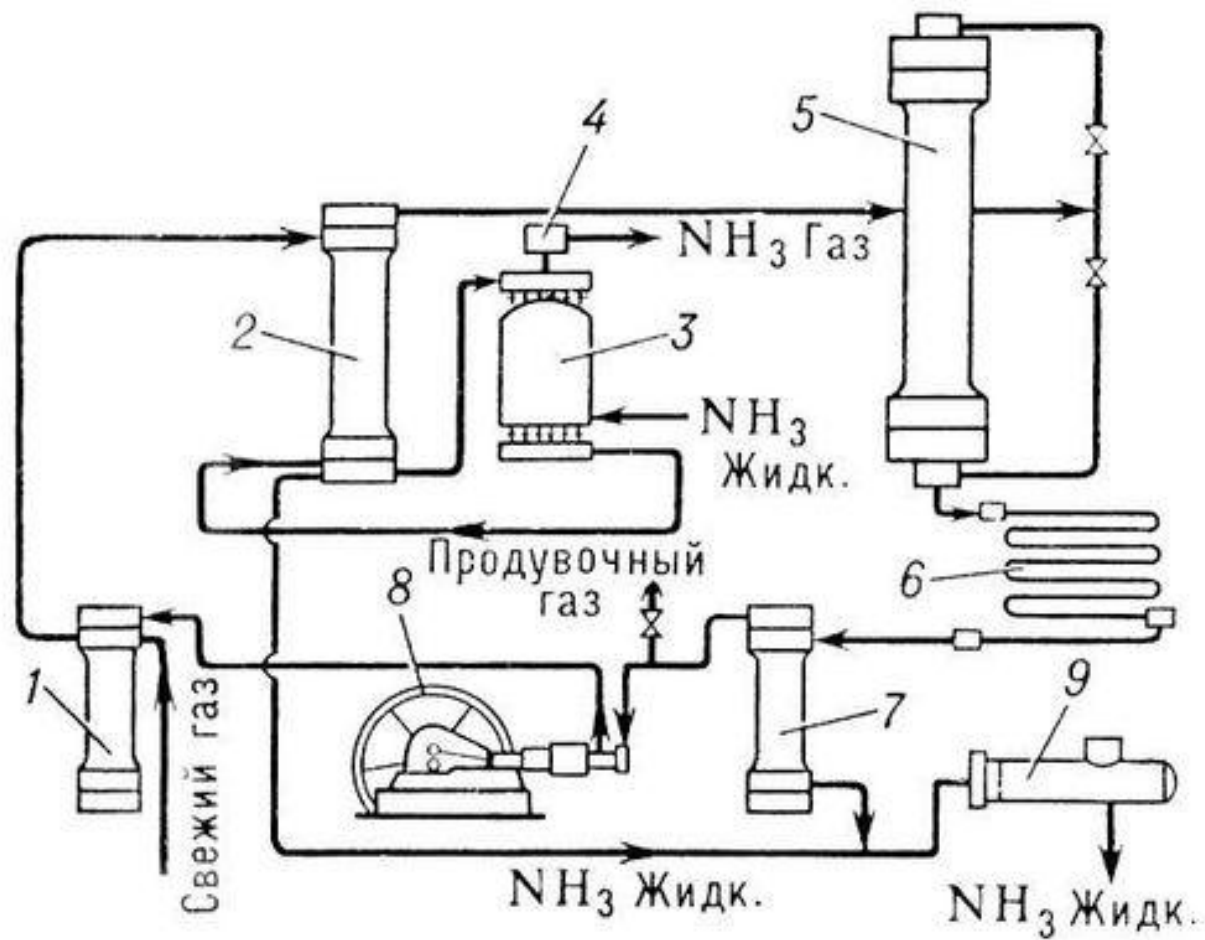 4
5
NH₃ Газ
2
3
NH₃
Жидк.
Продувочный
газ
8
6
1
Свежий газ
7
9
NH₃ Жидк.
NH₃ Жидк.